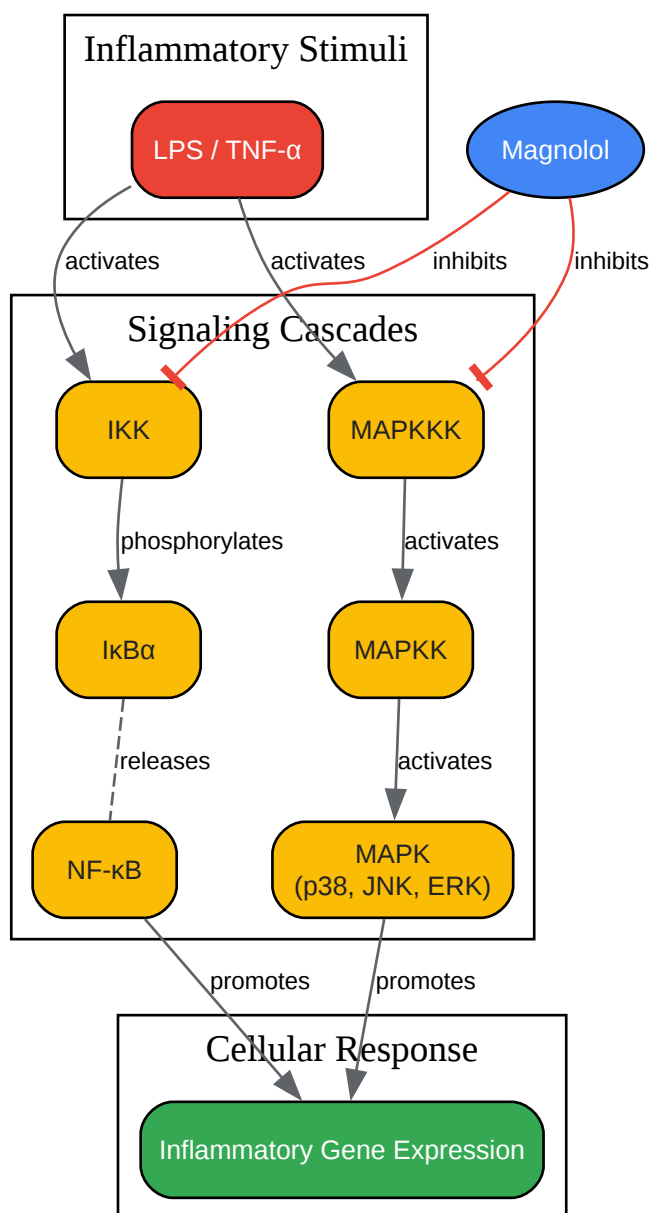 Inflammatory Stimuli
LPS / TNF-α
Magnolol
activates
activates
inhibits
inhibits
Signaling Cascades
IKK
MAPKKK
phosphorylates
activates
IκBα
MAPKK
releases
activates
NF-κB
MAPK
(p38, JNK, ERK)
promotes
promotes
Cellular Response
Inflammatory Gene Expression